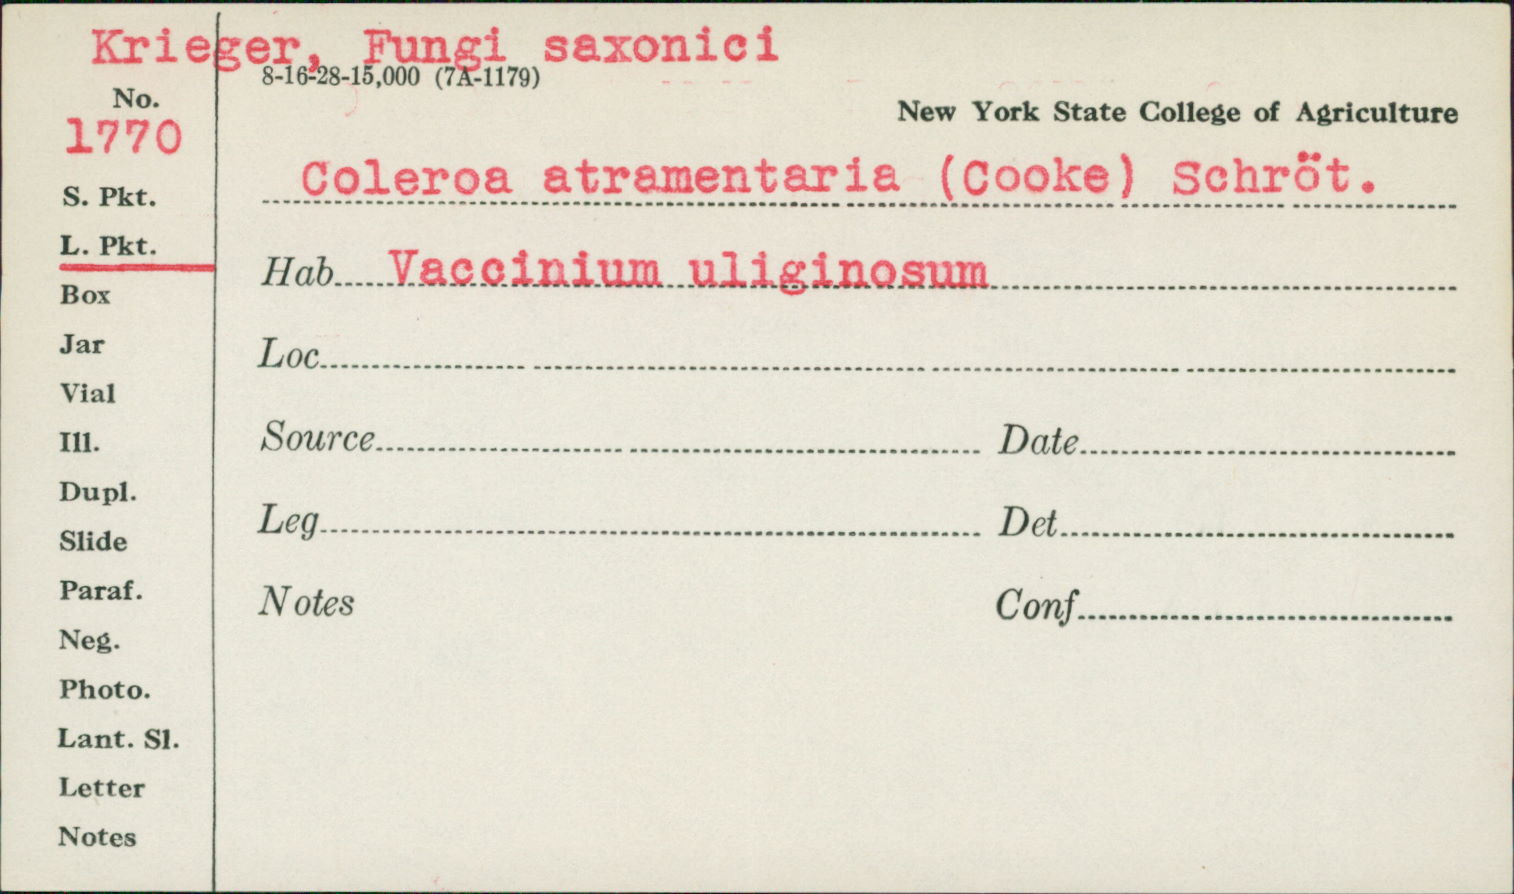 Krieger, Fungi saxonici
8-16-28-15,000 (7A-1179)
No.
1770
New York State College of Agriculture
Coleroa atramentaria (Cooke) Schröt.
S. Pkt.
L. Pkt.
Box
Jar
Vial
Ill.
Dupl.
Slide
Paraf.
Neg.
Photo.
Lant. Sl.
Letter
Notes
Hab. Vaccinium uliginosum
Loc.
Source
Date
Leg.
Det.
Notes
Conf.